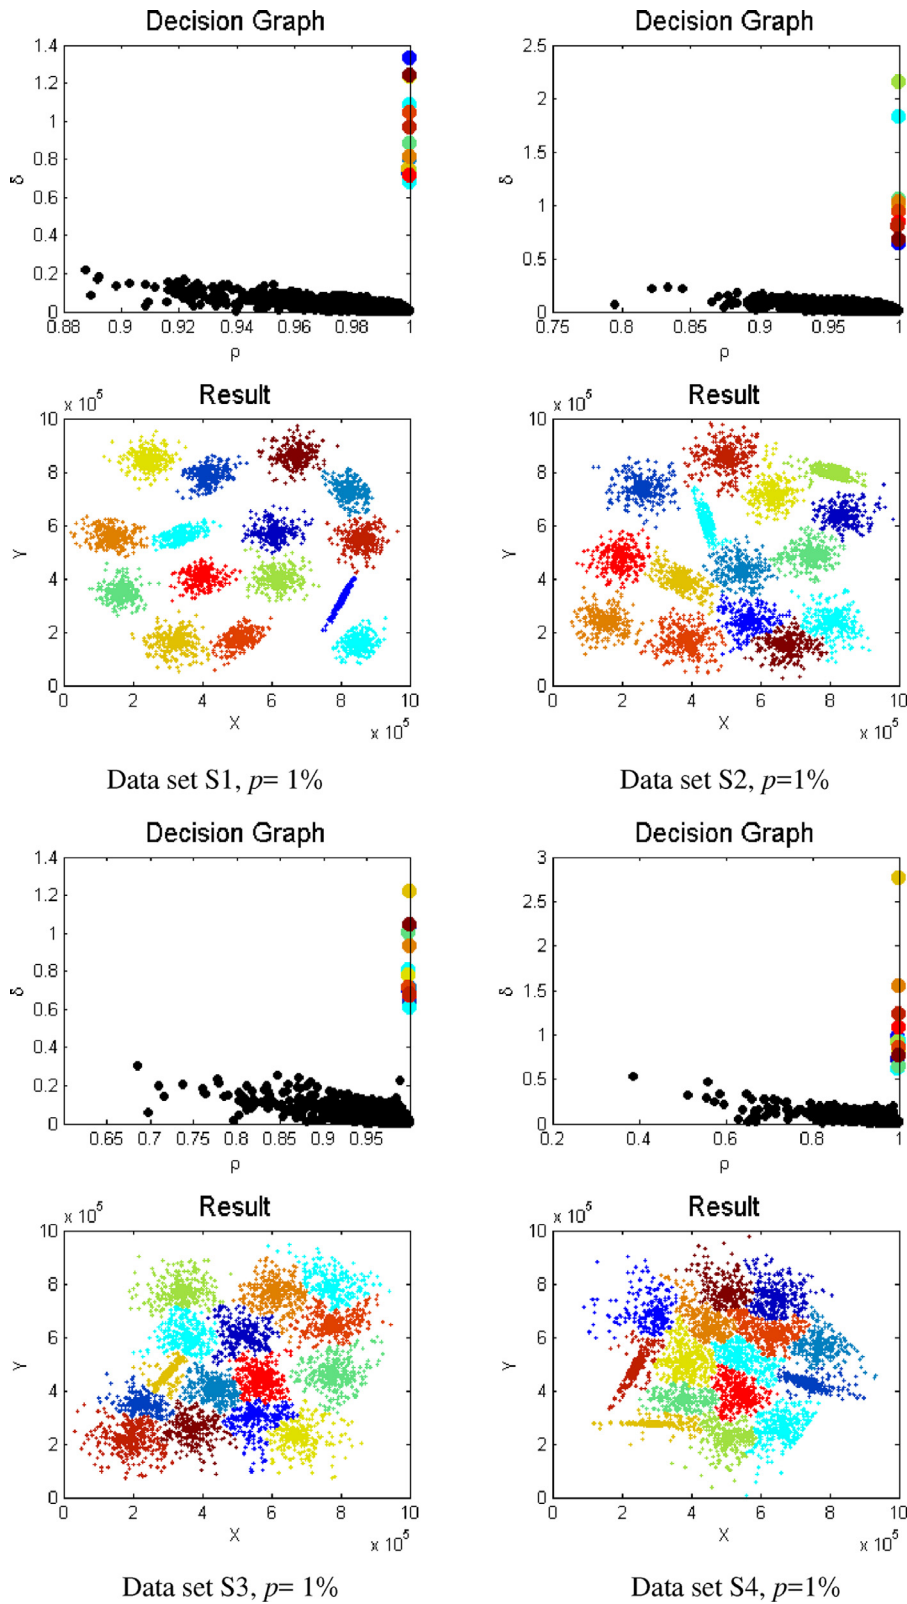 Decision Graph
1.4
1.2
1
0.8
0.6
0.4
0.2
0
δ
0.88 0.9 0.92 0.94 0.96 0.98 1
ρ
Decision Graph
2.5
2
1.5
1
0.5
0
δ
0.75 0.8 0.85 0.9 0.95 1
ρ
Result
x 10^5
10
8
6
4
2
0
Y
0 2 4 6 8 10
X
x 10^5
Result
x 10^5
10
8
6
4
2
0
Y
0 2 4 6 8 10
X
x 10^5
Data set S1, p= 1%
Data set S2, p=1%
Decision Graph
1.4
1.2
1
0.8
0.6
0.4
0.2
0
δ
0.65 0.7 0.75 0.8 0.85 0.9 0.95 1
ρ
Decision Graph
3
2.5
2
1.5
1
0.5
0
δ
0.2 0.4 0.6 0.8 1
ρ
Result
x 10^5
10
8
6
4
2
0
Y
0 2 4 6 8 10
X
x 10^5
Result
x 10^5
10
8
6
4
2
0
Y
0 2 4 6 8 10
X
x 10^5
Data set S3, p= 1%
Data set S4, p=1%